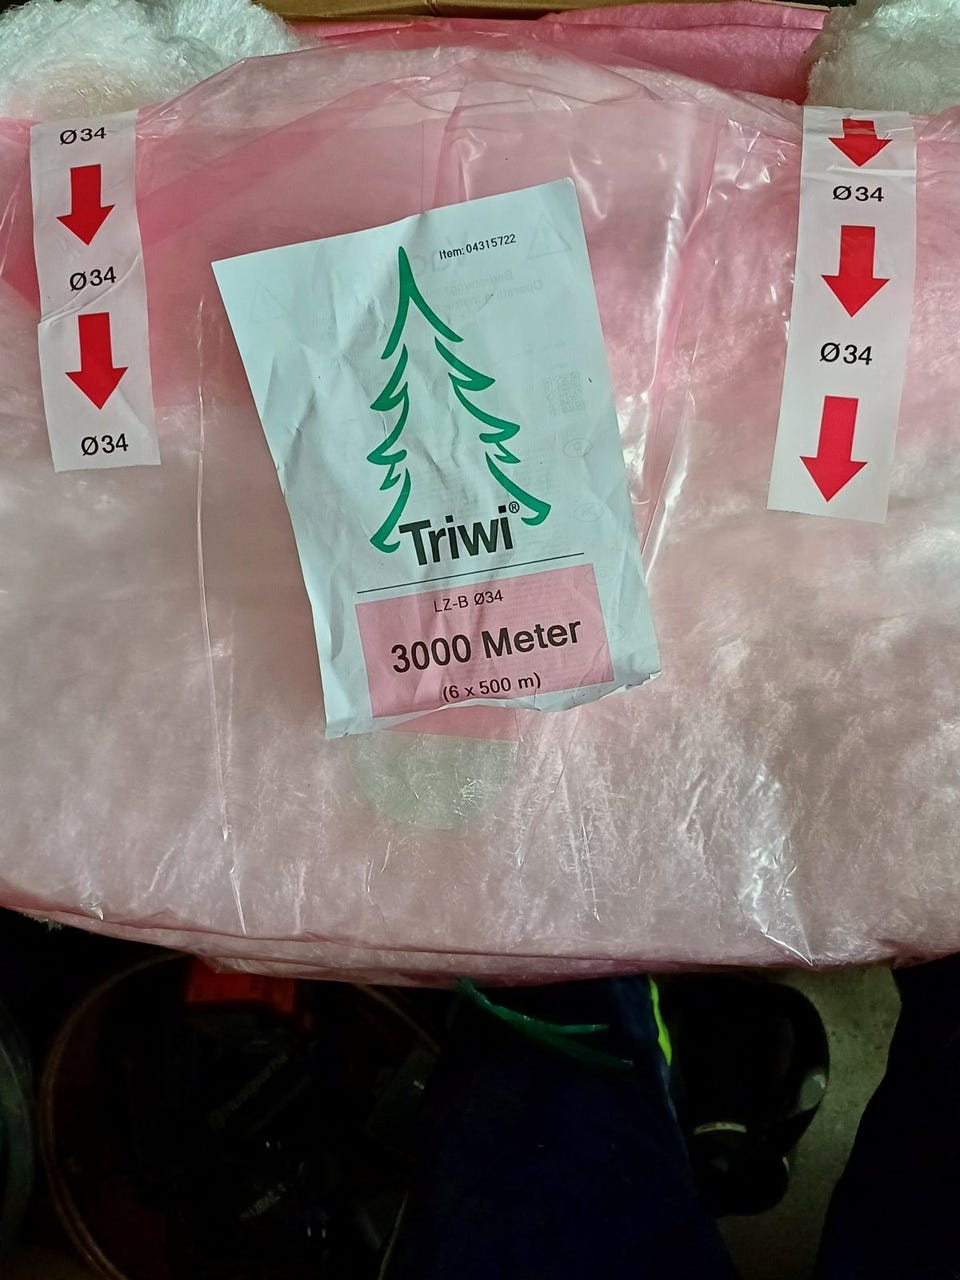 Ø34
Ø34
Ø34
Item: 04315722
Triwi®
LZ-B Ø34
3000 Meter
(6 x 500 m)
Ø34
Ø34